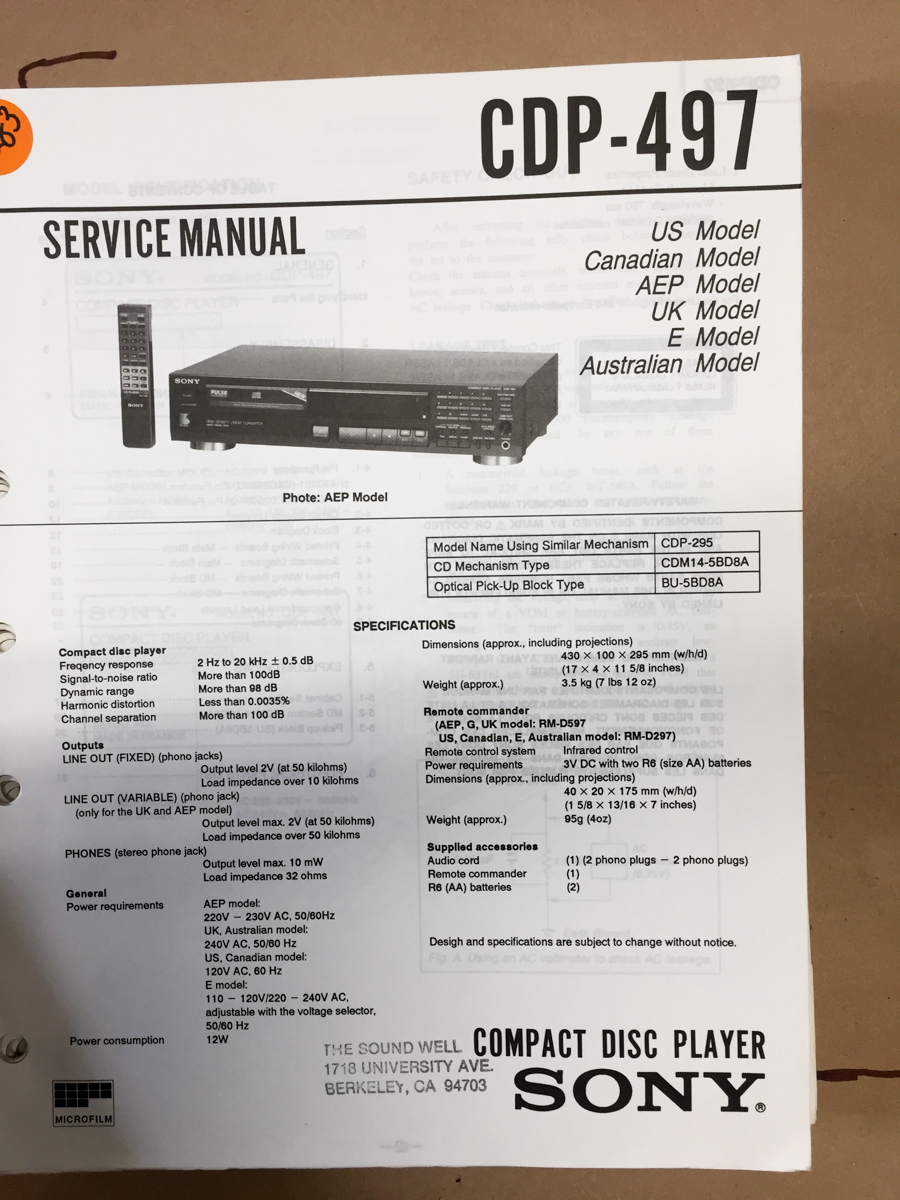 63
CDP-497
SERVICE MANUAL
US Model
Canadian Model
AEP Model
UK Model
E Model
Australian Model
SONY
PULSE
SONY
Phote: AEP Model
Model Name Using Similar Mechanism CDP-295
CD Mechanism Type CDM14-5BD8A
Optical Pick-Up Block Type BU-5BD8A
SPECIFICATIONS
Compact disc player
Freqency response 2 Hz to 20 kHz ± 0.5 dB
Signal-to-noise ratio More than 100dB
Dynamic range More than 98 dB
Harmonic distortion Less than 0.0035%
Channel separation More than 100 dB
Outputs
LINE OUT (FIXED) (phono jacks)
Output level 2V (at 50 kilohms)
Load impedance over 10 kilohms
LINE OUT (VARIABLE) (phono jack)
(only for the UK and AEP model)
Output level max. 2V (at 50 kilohms)
Load impedance over 50 kilohms
PHONES (stereo phone jack)
Output level max. 10 mW
Load impedance 32 ohms
General
Power requirements AEP model:
220V − 230V AC, 50/60Hz
UK, Australian model:
240V AC, 50/60 Hz
US, Canadian model:
120V AC, 60 Hz
E model:
110 − 120V/220 − 240V AC,
adjustable with the voltage selector,
50/60 Hz
Power consumption 12W
Dimensions (approx., including projections)
430 × 100 × 295 mm (w/h/d)
(17 × 4 × 11 5/8 inches)
Weight (approx.) 3.5 kg (7 lbs 12 oz)
Remote commander
(AEP, G, UK model: RM-D597
US, Canadian, E, Australian model: RM-D297)
Remote control system Infrared control
Power requirements 3V DC with two R6 (size AA) batteries
Dimensions (approx., including projections)
40 × 20 × 175 mm (w/h/d)
(1 5/8 × 13/16 × 7 inches)
Weight (approx.) 95g (4oz)
Supplied accessories
Audio cord (1) (2 phono plugs − 2 phono plugs)
Remote commander (1)
R6 (AA) batteries (2)
Desigh and specifications are subject to change without notice.
MICROFILM
THE SOUND WELL
1718 UNIVERSITY AVE.
BERKELEY, CA 94703
COMPACT DISC PLAYER
SONY®